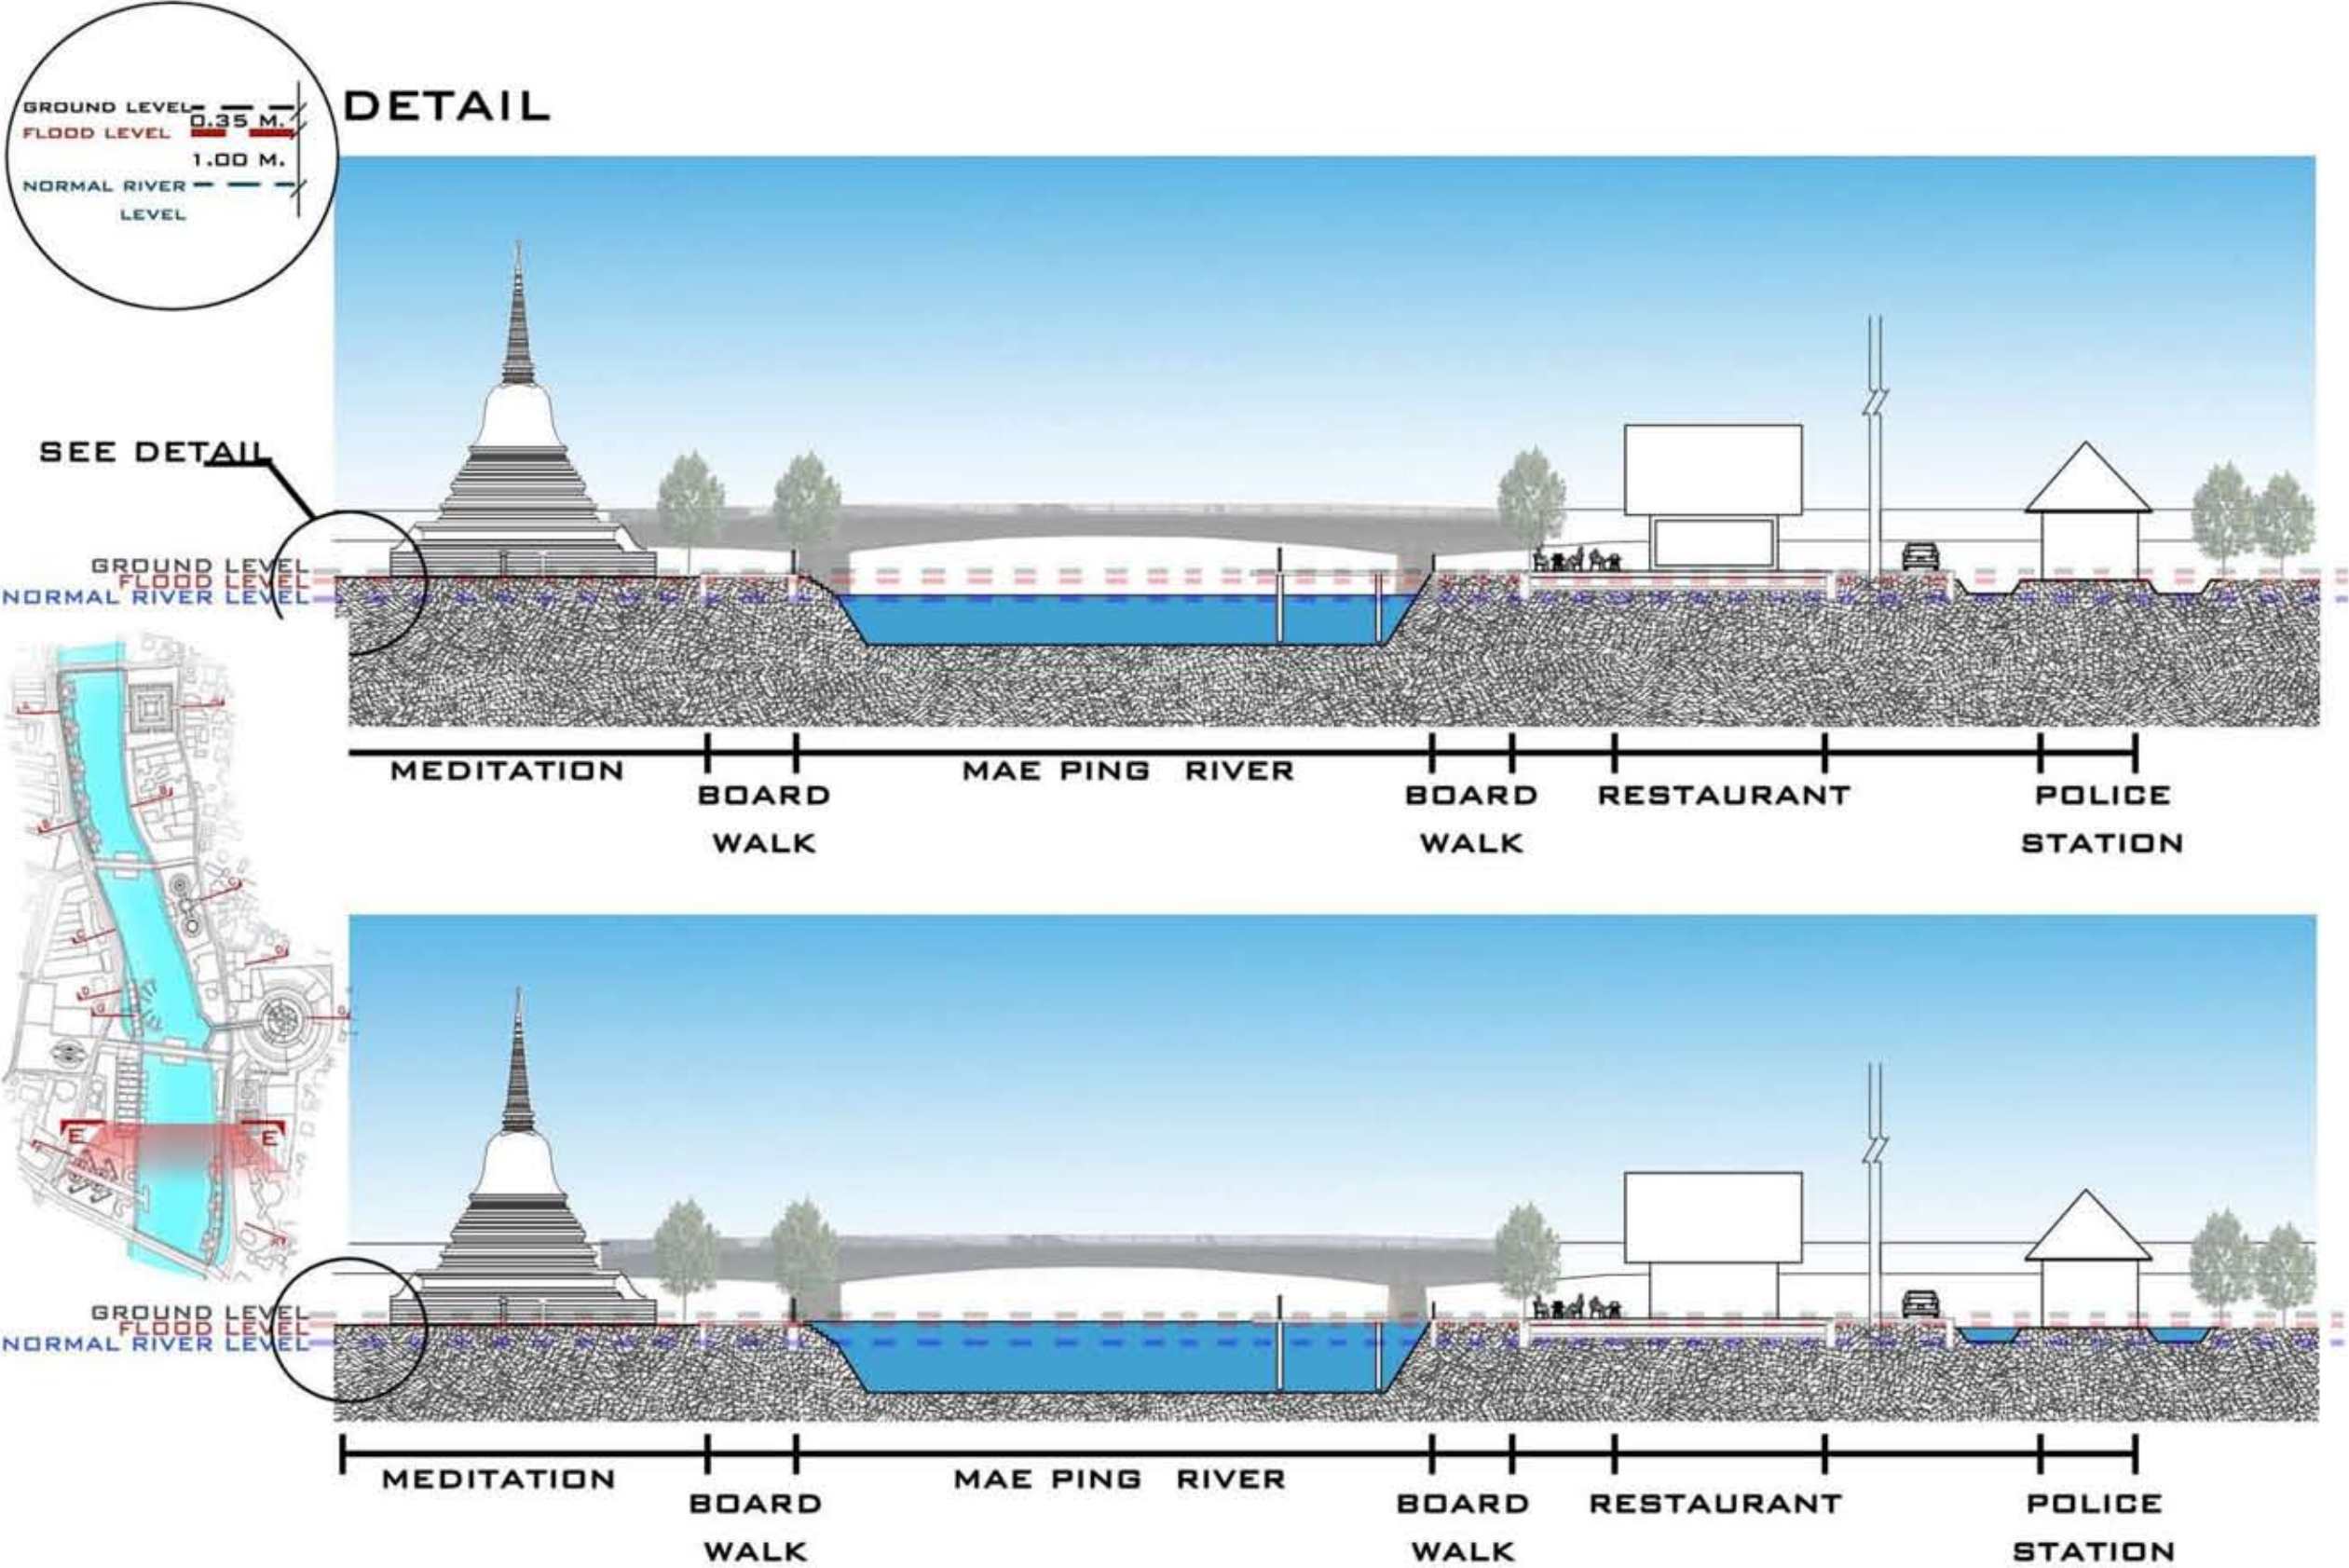 DETAIL
GROUND LEVEL
0.35 M.
FLOOD LEVEL
1.00 M.
NORMAL RIVER
LEVEL
SEE DETAIL
GROUND LEVEL
FLOOD LEVEL
NORMAL RIVER LEVEL
MEDITATION
BOARD
WALK
MAE PING RIVER
BOARD
WALK
RESTAURANT
POLICE
STATION
E
E
GROUND LEVEL
FLOOD LEVEL
NORMAL RIVER LEVEL
MEDITATION
BOARD
WALK
MAE PING RIVER
BOARD
WALK
RESTAURANT
POLICE
STATION